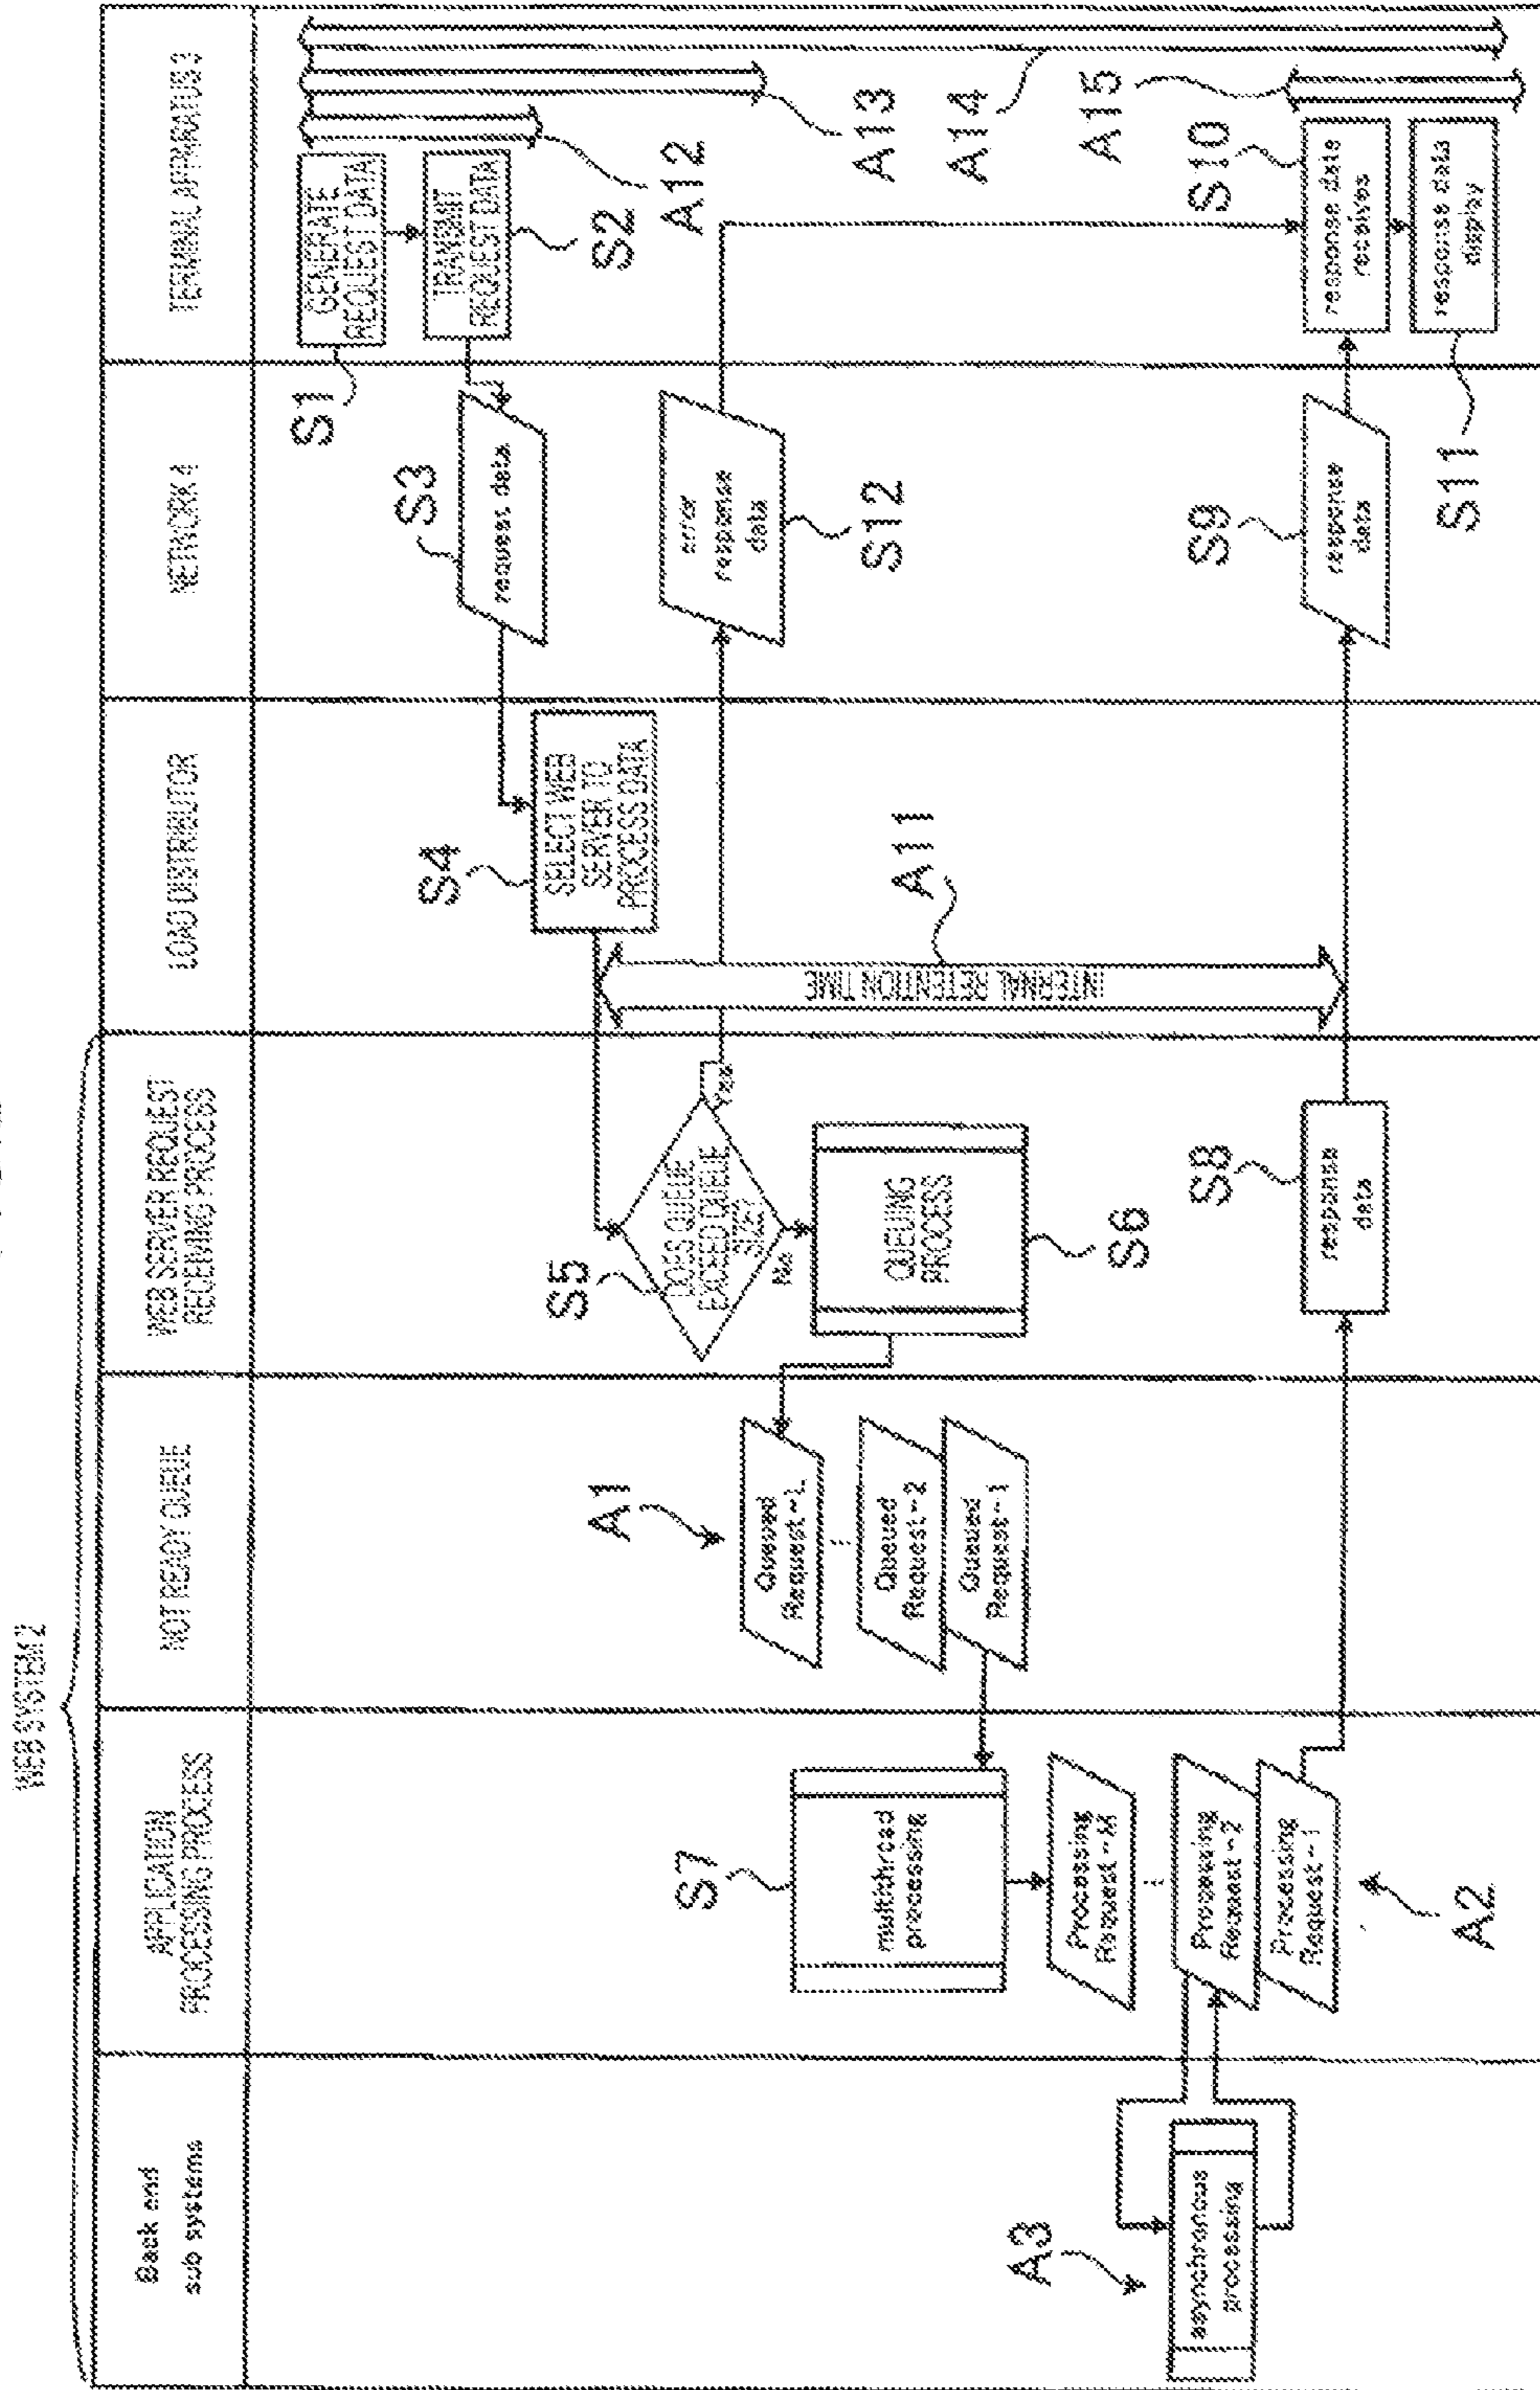 WEB SYSTEM 2
Back end
sub systems
APPLICATION
PROCESSING PROCESS
NOT READY QUEUE
WEB SERVER REQUEST
RECEIVING PROCESS
LOAD DISTRIBUTOR
NETWORK 4
TERMINAL APPARATUS 3
GENERATE
REQUEST DATA
S1
TRANSMIT
REQUEST DATA
S2
A12
A13
A14
A15
S3
request data
S4
SELECT WEB
SERVER TO
PROCESS DATA
S5
DOES QUEUE
EXCEED QUEUE
SIZE?
Yes
No
error
response
data
S12
QUEUING
PROCESS
S6
A1
Queued
Request~L
Queued
Request~2
Queued
Request~1
S7
multithread
processing
Processing
Request~M
Processing
Request~2
Processing
Request~1
A2
A3
asynchronous
processing
INTERNAL RETENTION TIME
A11
S8
response
data
S9
response
data
S10
response data
receives
response data
display
S11